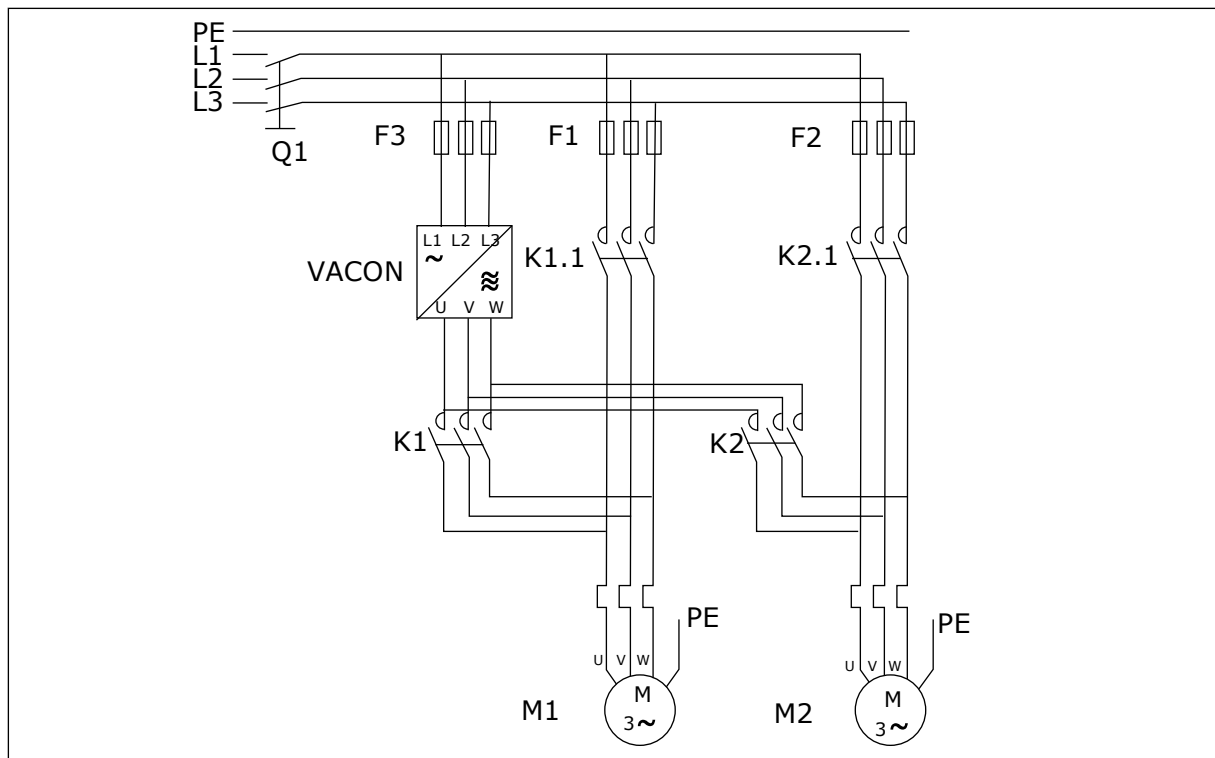 PE
L1
L2
L3
Q1
F3 F1 F2
L1 L2 L3
K1.1 K2.1
VACON
~
≋
U V W
K1 K2
PE PE
U V W U V W
M M
M1 M2
3~ 3~